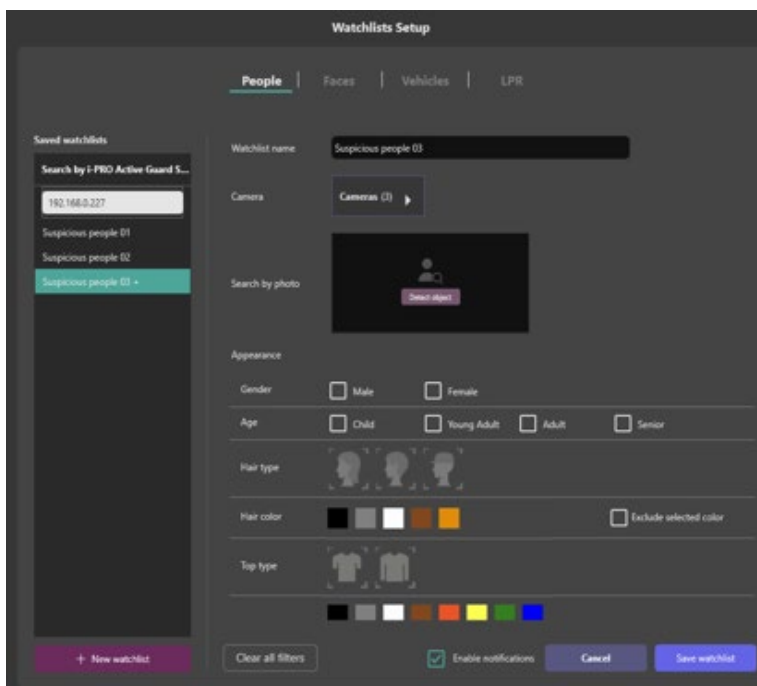 Watchlists Setup
People | Faces | Vehicles | LPR
Saved watchlists
Search by i-PRO Active Guard S...
192.168.0.227
Suspicious people 01
Suspicious people 02
Suspicious people 03 •
+ New watchlist
Watchlist name
Suspicious people 03
Camera
Cameras (3)
Search by photo
Detect object
Appearance
Gender
Male
Female
Age
Child
Young Adult
Adult
Senior
Hair type
Hair color
Exclude selected color
Top type
Clear all filters
Enable notifications
Cancel
Save watchlist